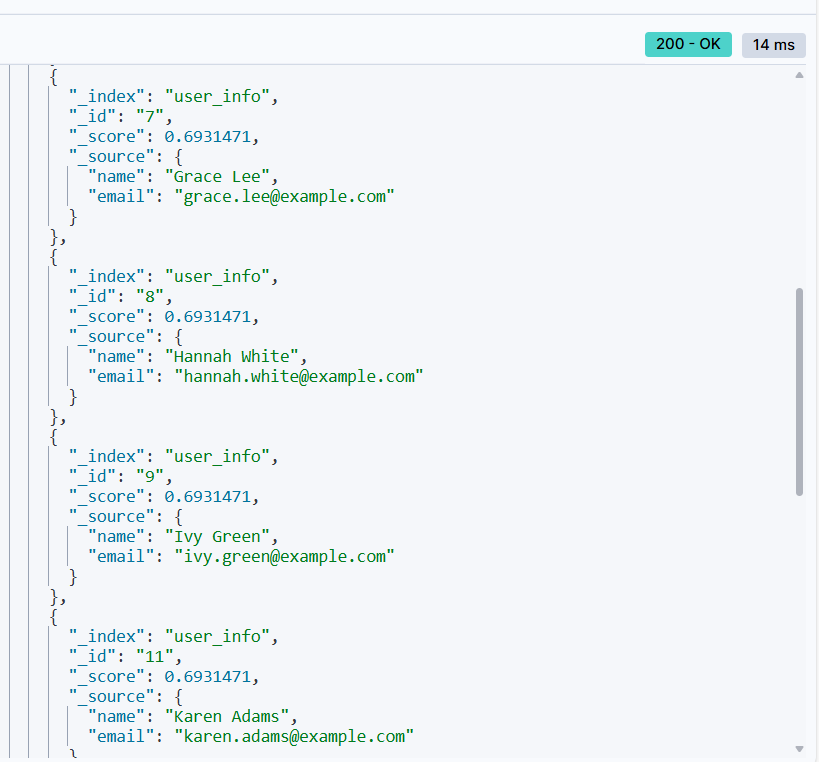 200 - OK 14 ms
{
"_index": "user_info",
"_id": "7",
"_score": 0.6931471,
"_source": {
"name": "Grace Lee",
"email": "grace.lee@example.com"
}
},
{
"_index": "user_info",
"_id": "8",
"_score": 0.6931471,
"_source": {
"name": "Hannah White",
"email": "hannah.white@example.com"
}
},
{
"_index": "user_info",
"_id": "9",
"_score": 0.6931471,
"_source": {
"name": "Ivy Green",
"email": "ivy.green@example.com"
}
},
{
"_index": "user_info",
"_id": "11",
"_score": 0.6931471,
"_source": {
"name": "Karen Adams",
"email": "karen.adams@example.com"
}